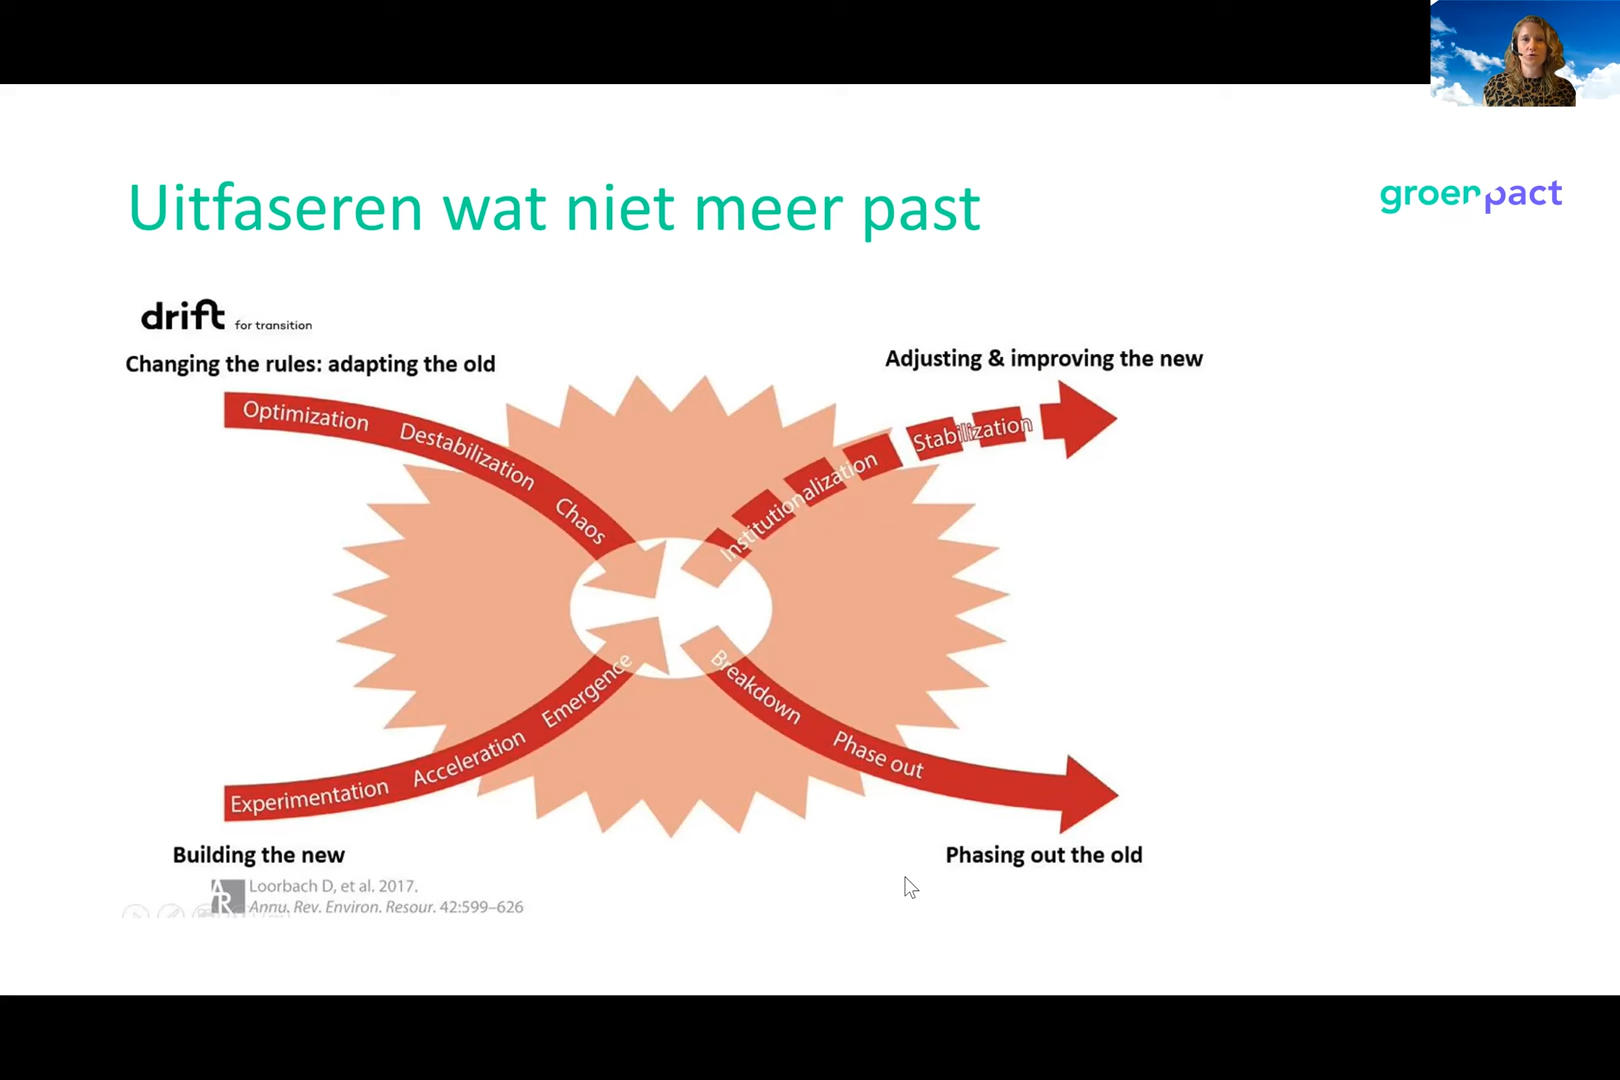 Uitfaseren wat niet meer past
groenpact
drift for transition
Changing the rules: adapting the old
Adjusting & improving the new
Optimization
Destabilization
Chaos
Institutionalization
Stabilization
Experimentation
Acceleration
Emergence
Breakdown
Phase out
Building the new
Phasing out the old
AR
Loorbach D, et al. 2017.
Annu. Rev. Environ. Resour. 42:599–626